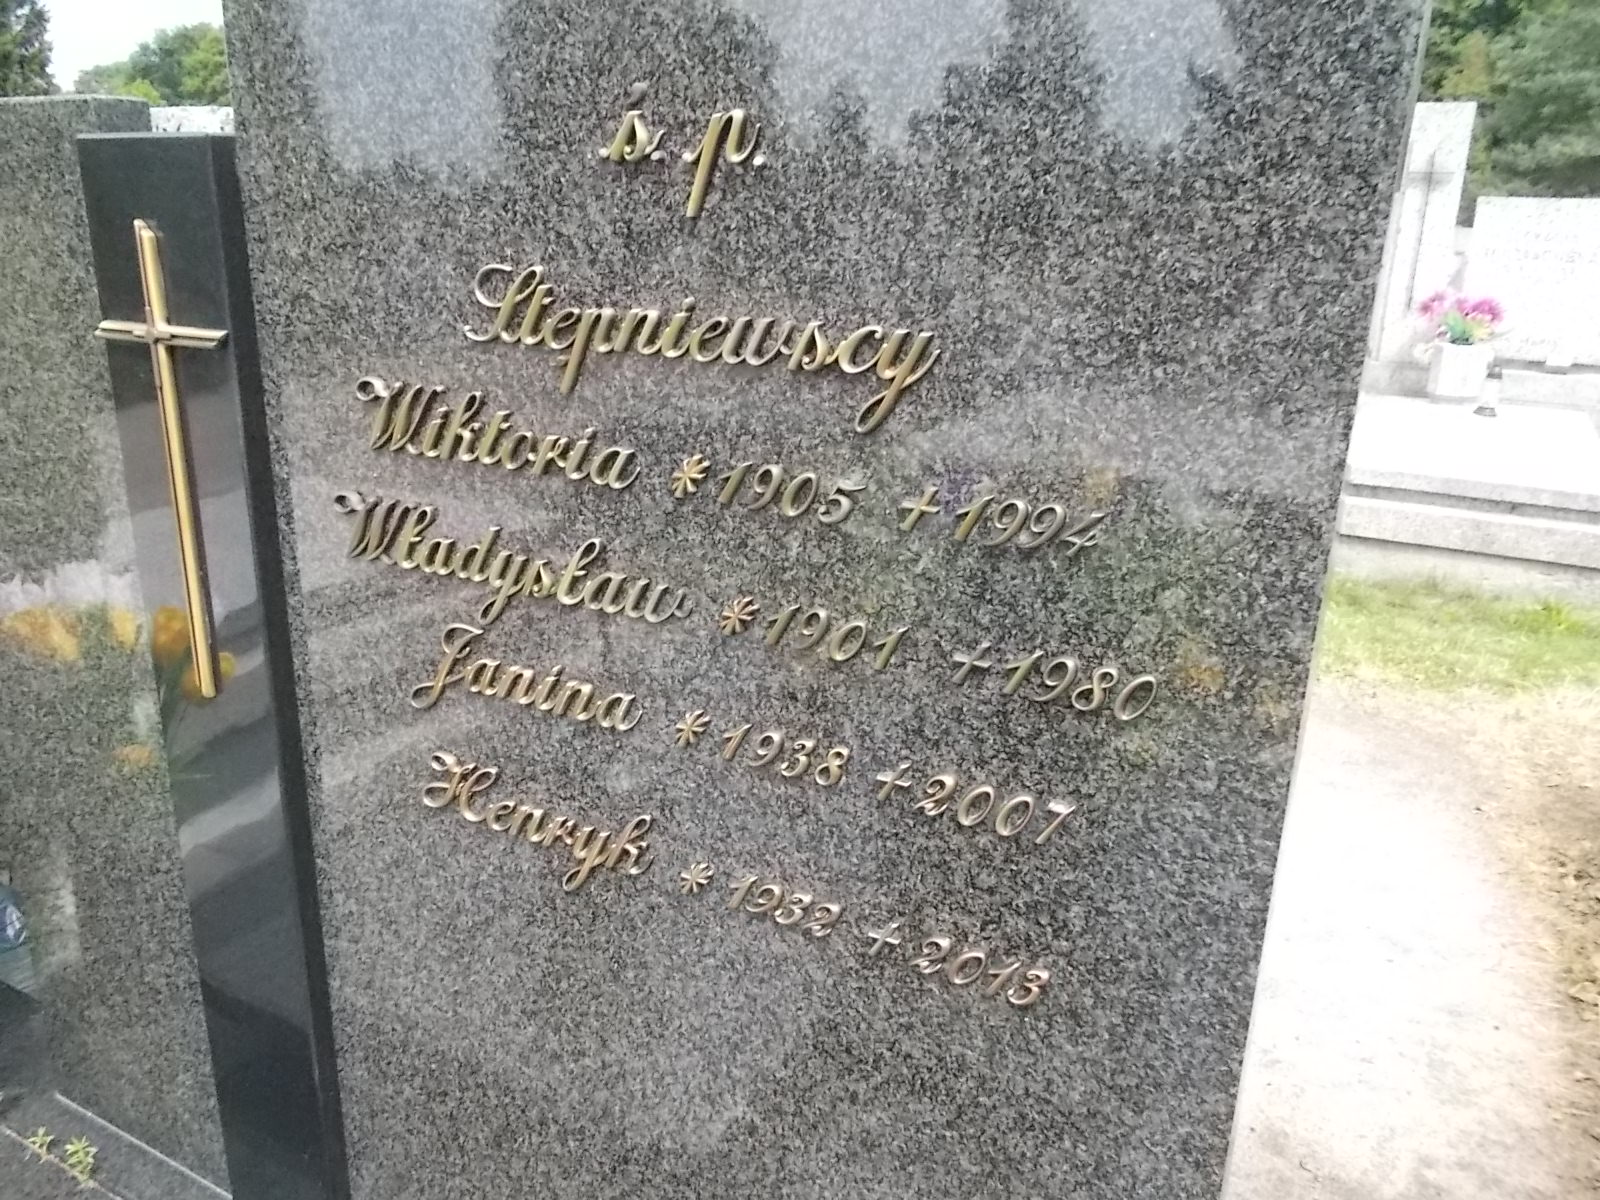 ś. p.
Stepniewscy
Wiktoria * 1905 + 1994
Władysław * 1901 + 1980
Janina * 1938 + 2007
Henryk * 1932 + 2013